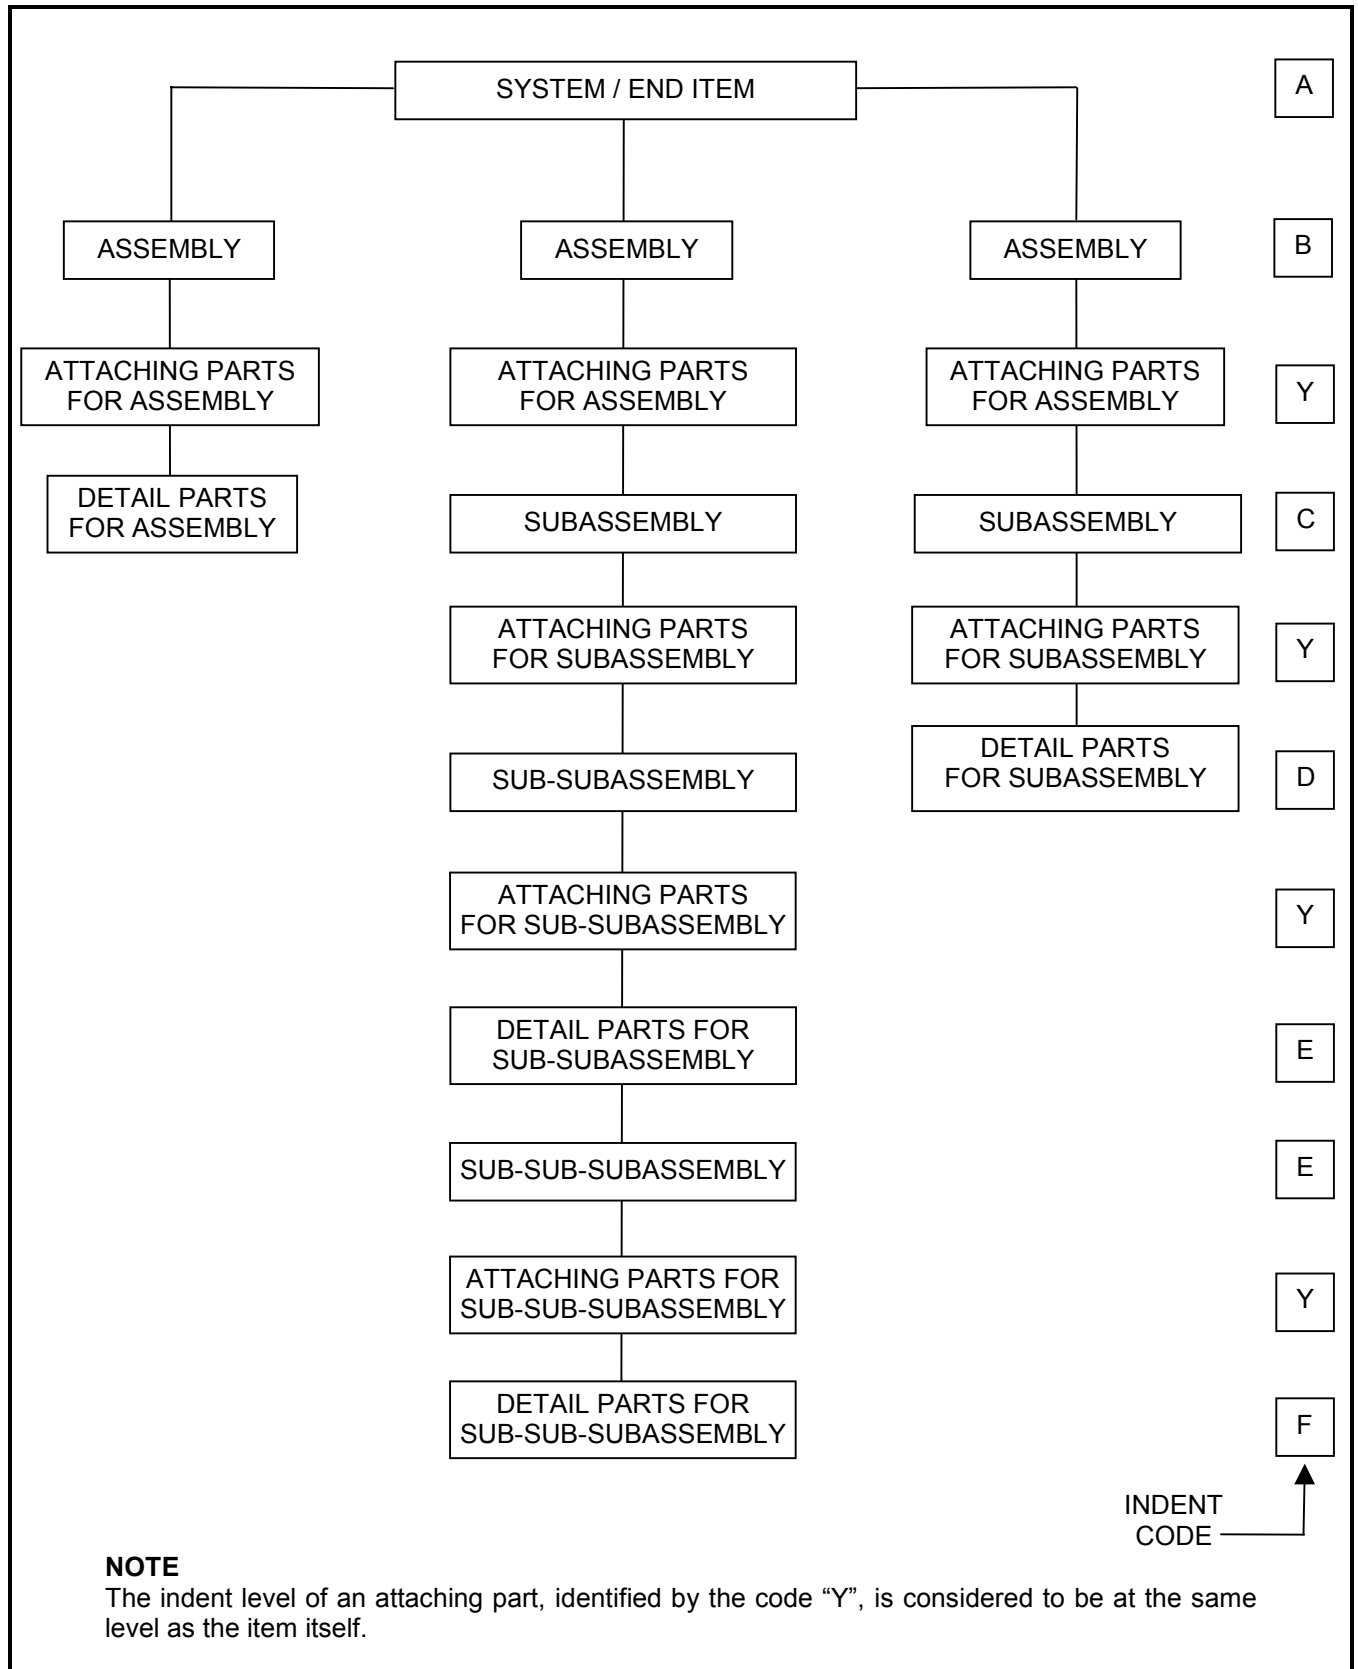 SYSTEM / END ITEM
A
ASSEMBLY
ASSEMBLY
ASSEMBLY
B
ATTACHING PARTS
FOR ASSEMBLY
ATTACHING PARTS
FOR ASSEMBLY
ATTACHING PARTS
FOR ASSEMBLY
Y
DETAIL PARTS
FOR ASSEMBLY
SUBASSEMBLY
SUBASSEMBLY
C
ATTACHING PARTS
FOR SUBASSEMBLY
ATTACHING PARTS
FOR SUBASSEMBLY
Y
SUB-SUBASSEMBLY
DETAIL PARTS
FOR SUBASSEMBLY
D
ATTACHING PARTS
FOR SUB-SUBASSEMBLY
Y
DETAIL PARTS FOR
SUB-SUBASSEMBLY
E
SUB-SUB-SUBASSEMBLY
E
ATTACHING PARTS FOR
SUB-SUB-SUBASSEMBLY
Y
DETAIL PARTS FOR
SUB-SUB-SUBASSEMBLY
F
INDENT
CODE
NOTE
The indent level of an attaching part, identified by the code “Y”, is considered to be at the same
level as the item itself.